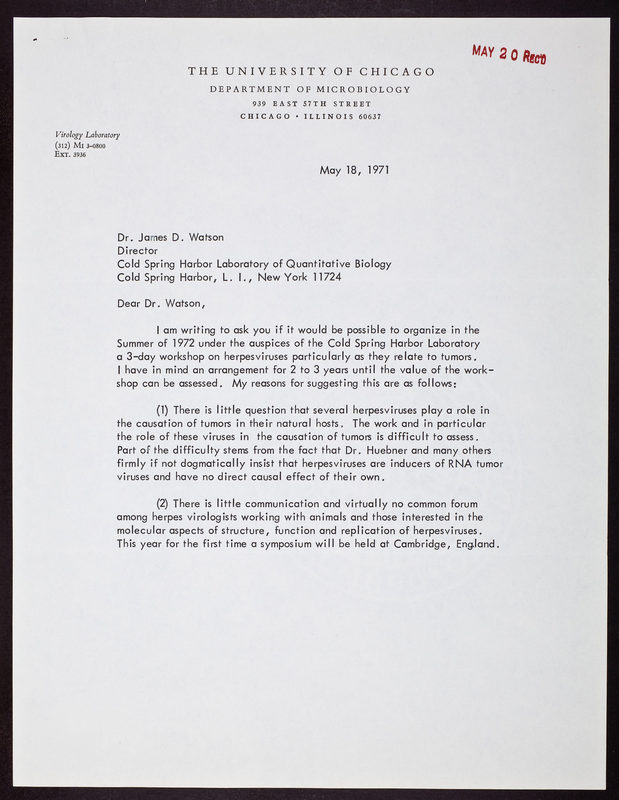 MAY 20 Rec'd
THE UNIVERSITY OF CHICAGO
DEPARTMENT OF MICROBIOLOGY
939 EAST 57TH STREET
CHICAGO · ILLINOIS 60637
Virology Laboratory
(312) MI 3-0800
EXT. 3936
May 18, 1971
Dr. James D. Watson
Director
Cold Spring Harbor Laboratory of Quantitative Biology
Cold Spring Harbor, L. I., New York 11724
Dear Dr. Watson,
I am writing to ask you if it would be possible to organize in the
Summer of 1972 under the auspices of the Cold Spring Harbor Laboratory
a 3-day workshop on herpesviruses particularly as they relate to tumors.
I have in mind an arrangement for 2 to 3 years until the value of the work-
shop can be assessed. My reasons for suggesting this are as follows:
(1) There is little question that several herpesviruses play a role in
the causation of tumors in their natural hosts. The work and in particular
the role of these viruses in the causation of tumors is difficult to assess.
Part of the difficulty stems from the fact that Dr. Huebner and many others
firmly if not dogmatically insist that herpesviruses are inducers of RNA tumor
viruses and have no direct causal effect of their own.
(2) There is little communication and virtually no common forum
among herpes virologists working with animals and those interested in the
molecular aspects of structure, function and replication of herpesviruses.
This year for the first time a symposium will be held at Cambridge, England.